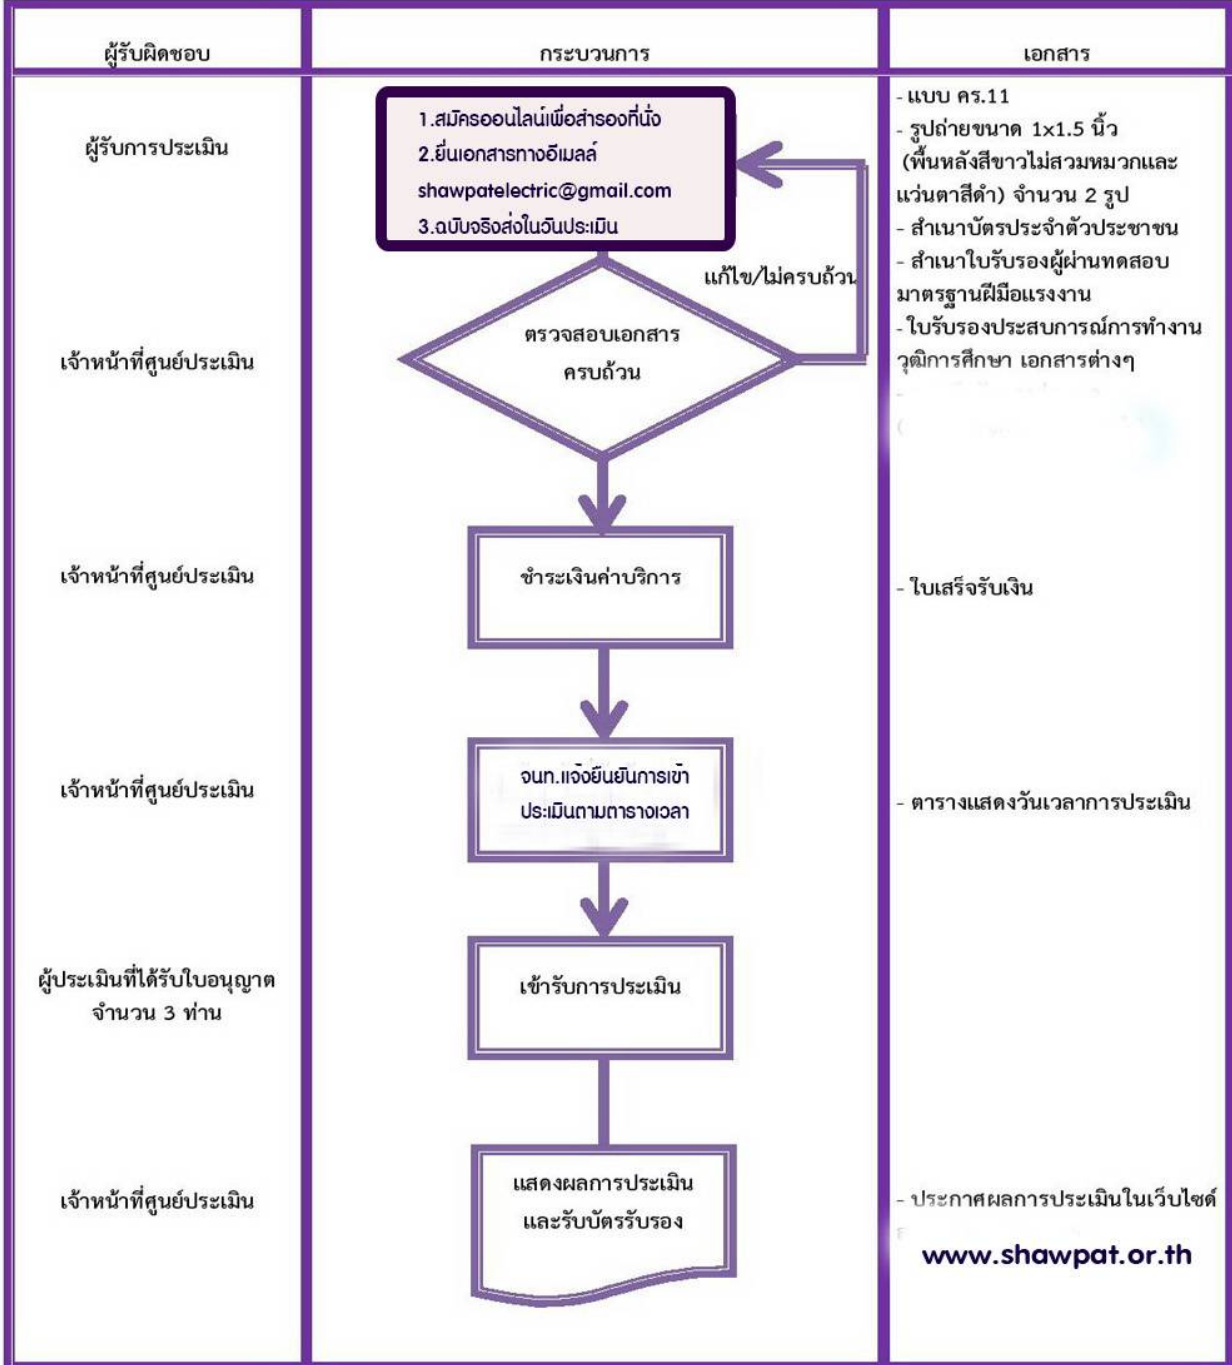 ผู้รับผิดชอบ
กระบวนการ
เอกสาร
ผู้รับการประเมิน
1.สมัครออนไลน์เพื่อสำรองที่นั่ง
2.ยื่นเอกสารทางอีเมลล์
shawpatelectric@gmail.com
3.ฉบับจริงส่งในวันประเมิน
- แบบ คร.11
- รูปถ่ายขนาด 1x1.5 นิ้ว
(พื้นหลังสีขาวไม่สวมหมวกและ
แว่นตาสีดำ) จำนวน 2 รูป
- สำเนาบัตรประจำตัวประชาชน
- สำเนาใบรับรองผู้ผ่านทดสอบ
มาตรฐานฝีมือแรงงาน
- ใบรับรองประสบการณ์การทำงาน
วุฒิการศึกษา เอกสารต่างๆ
แก้ไข/ไม่ครบถ้วน
เจ้าหน้าที่ศูนย์ประเมิน
ตรวจสอบเอกสาร
ครบถ้วน
เจ้าหน้าที่ศูนย์ประเมิน
ชำระเงินค่าบริการ
- ใบเสร็จรับเงิน
เจ้าหน้าที่ศูนย์ประเมิน
จนท.แจ้งยืนยันการเข้า
ประเมินตามตารางเวลา
- ตารางแสดงวันเวลาการประเมิน
ผู้ประเมินที่ได้รับใบอนุญาต
จำนวน 3 ท่าน
เข้ารับการประเมิน
เจ้าหน้าที่ศูนย์ประเมิน
แสดงผลการประเมิน
และรับบัตรรับรอง
- ประกาศผลการประเมินในเว็บไซด์
www.shawpat.or.th